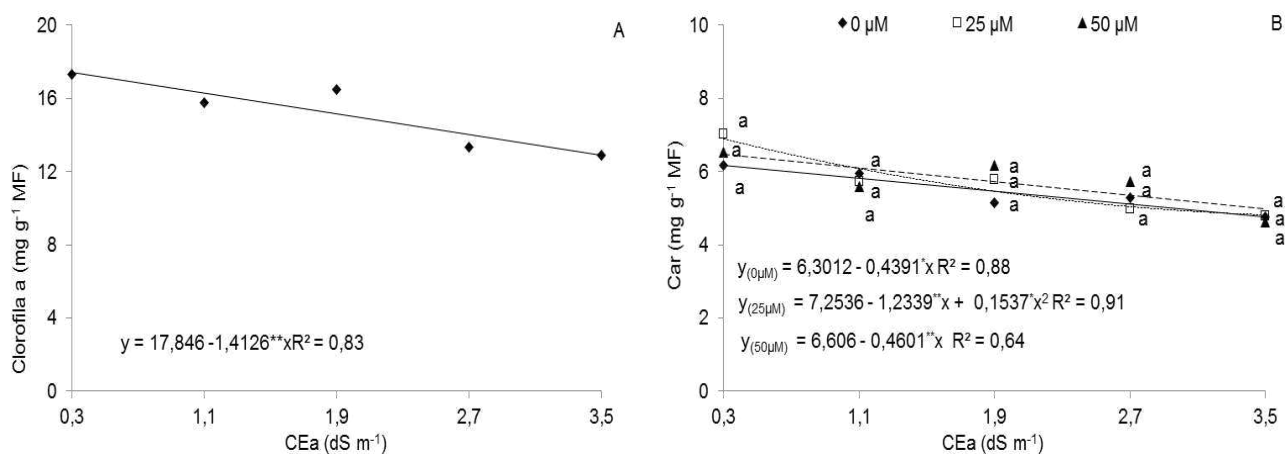 A
Clorofila a (mg g⁻¹ MF)
20
16
12
8
4
0
y = 17,846 -1,4126**xR² = 0,83
0,3 1,1 1,9 2,7 3,5
CEa (dS m⁻¹)
0 µM 25 µM 50 µM
B
Car (mg g⁻¹ MF)
10
8
6
4
2
0
a a a a a
a a a a a
a a a a a
y(0µM) = 6,3012 - 0,4391*x R² = 0,88
y(25µM) = 7,2536 - 1,2339**x + 0,1537*x² R² = 0,91
y(50µM) = 6,606 - 0,4601**x R² = 0,64
0,3 1,1 1,9 2,7 3,5
CEa (dS m⁻¹)